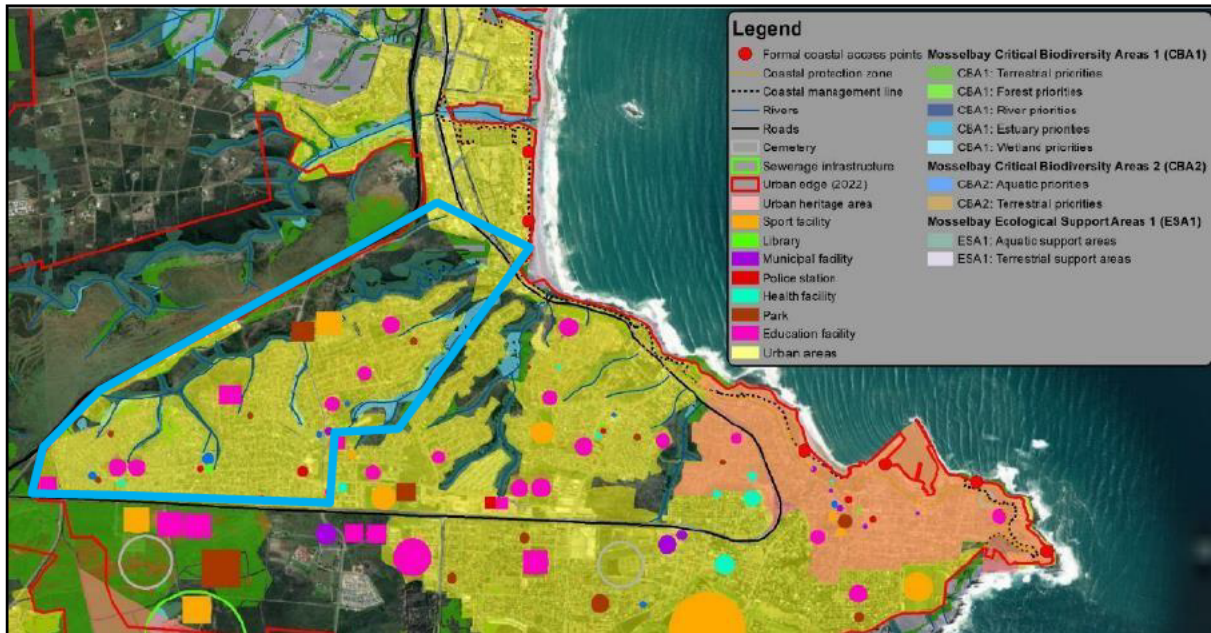 Legend
Formal coastal access points
Coastal protection zone
Coastal management line
Rivers
Roads
Cemetery
Sewerage infrastructure
Urban edge (2022)
Urban heritage area
Sport facility
Library
Municipal facility
Police station
Health facility
Park
Education facility
Urban areas
Mosselbay Critical Biodiversity Areas 1 (CBA1)
CBA1: Terrestrial priorities
CBA1: Forest priorities
CBA1: River priorities
CBA1: Estuary priorities
CBA1: Wetland priorities
Mosselbay Critical Biodiversity Areas 2 (CBA2)
CBA2: Aquatic priorities
CBA2: Terrestrial priorities
Mosselbay Ecological Support Areas 1 (ESA1)
ESA1: Aquatic support areas
ESA1: Terrestrial support areas